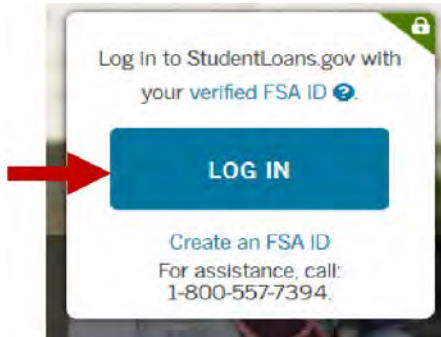 Log in to StudentLoans.gov with
your verified FSA ID ?.
LOG IN
Create an FSA ID
For assistance, call:
1-800-557-7394.